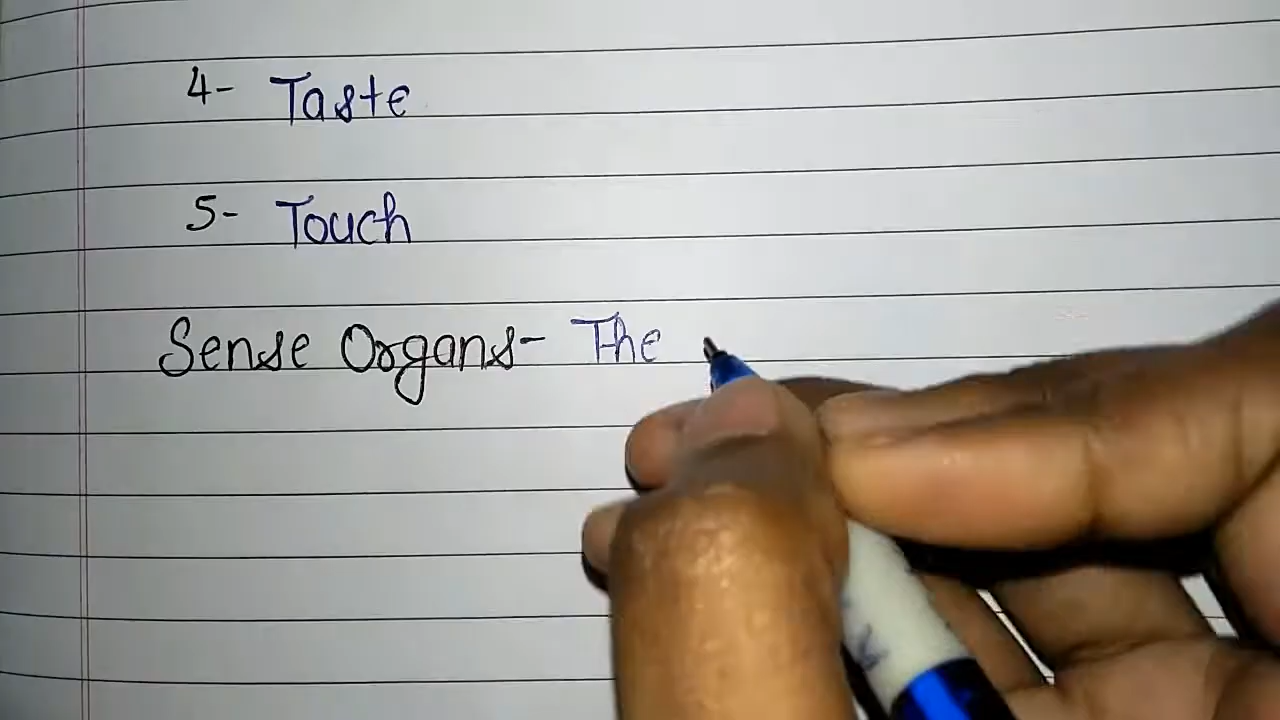 4- Taste
5- Touch
Sense Organs- The